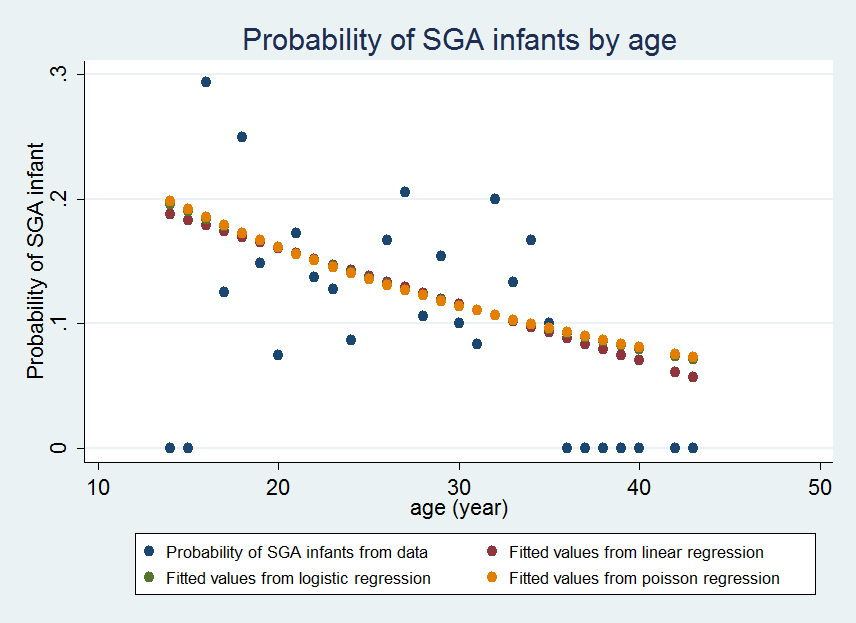 Probability of SGA infants by age
Probability of SGA infant
.3
.2
.1
0
10 20 30 40 50
age (year)
Probability of SGA infants from data Fitted values from linear regression
Fitted values from logistic regression Fitted values from poisson regression